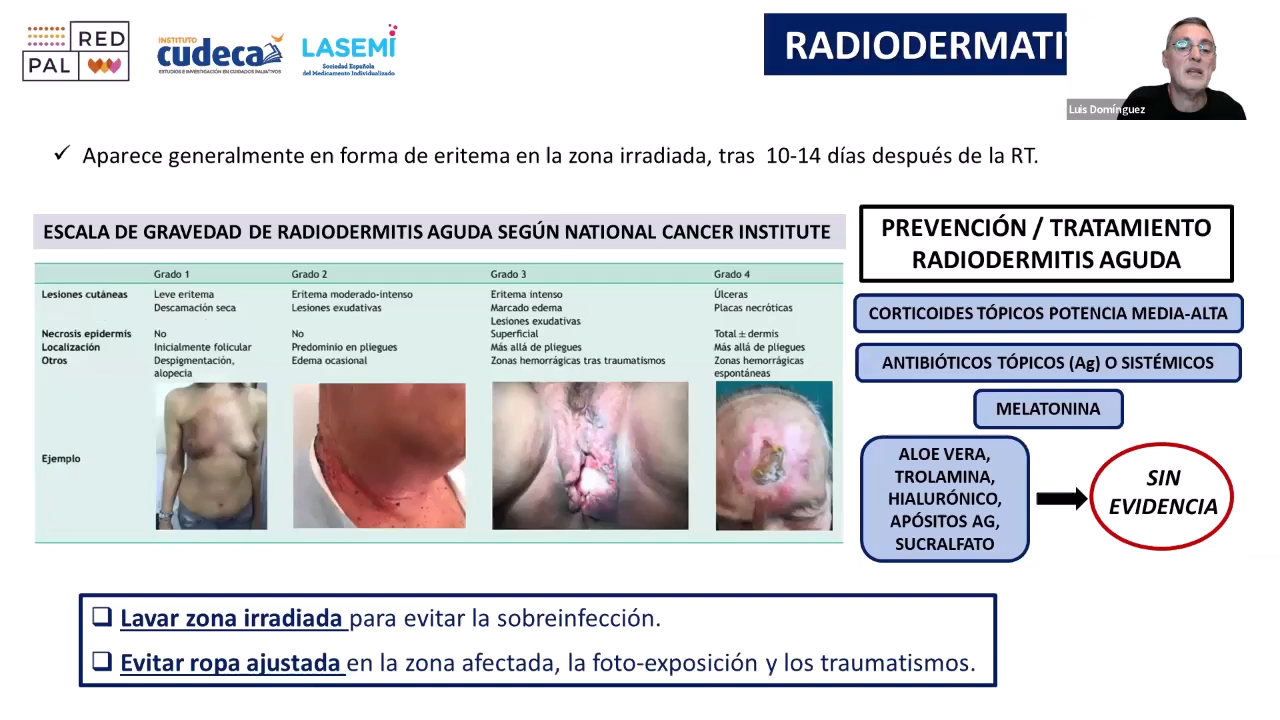 RED
PAL
INSTITUTO
cudeca
ESTUDIOS E INVESTIGACIÓN EN CUIDADOS PALIATIVOS
LASEMI
Sociedad Española
del Medicamento Individualizado
RADIODERMATI
Luis Domínguez
✓ Aparece generalmente en forma de eritema en la zona irradiada, tras 10-14 días después de la RT.
ESCALA DE GRAVEDAD DE RADIODERMITIS AGUDA SEGÚN NATIONAL CANCER INSTITUTE
Grado 1 Grado 2 Grado 3 Grado 4
Lesiones cutáneas Leve eritema Eritema moderado-intenso Eritema intenso Úlceras
Descamación seca Lesiones exudativas Marcado edema Placas necróticas
Lesiones exudativas
Necrosis epidermis No No Superficial Total ± dermis
Localización Inicialmente folicular Predominio en pliegues Más allá de pliegues Más allá de pliegues
Otros Despigmentación, Edema ocasional Zonas hemorrágicas tras traumatismos Zonas hemorrágicas
alopecia espontáneas
Ejemplo
PREVENCIÓN / TRATAMIENTO
RADIODERMITIS AGUDA
CORTICOIDES TÓPICOS POTENCIA MEDIA-ALTA
ANTIBIÓTICOS TÓPICOS (Ag) O SISTÉMICOS
MELATONINA
ALOE VERA,
TROLAMINA,
HIALURÓNICO,
APÓSITOS AG,
SUCRALFATO
SIN
EVIDENCIA
❑ Lavar zona irradiada para evitar la sobreinfección.
❑ Evitar ropa ajustada en la zona afectada, la foto-exposición y los traumatismos.